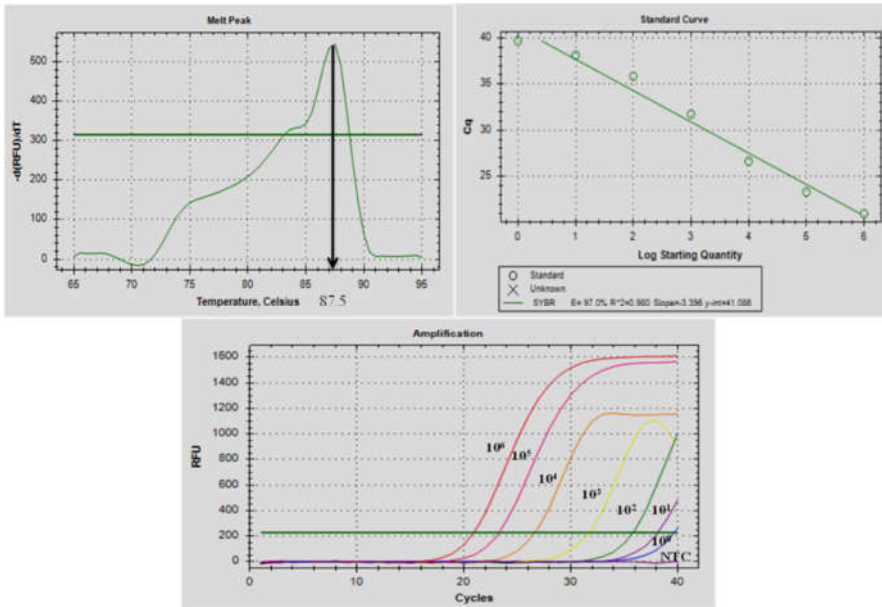 Melt Peak
500
400
300
200
100
0
-d(RFU)/dT
65 70 75 80 85 90 95
Temperature, Celsius 87.5
Standard Curve
40
35
30
25
Cq
0 1 2 3 4 5 6
Log Starting Quantity
Standard
Unknown
SYBR E= 97.0% R^2=0.980 Slope=-3.396 y-int=41.086
Amplification
1600
1400
1200
1000
800
600
400
200
0
RFU
10⁶ 10⁵ 10⁴ 10³ 10² 10¹
10⁰
NTC
0 10 20 30 40
Cycles